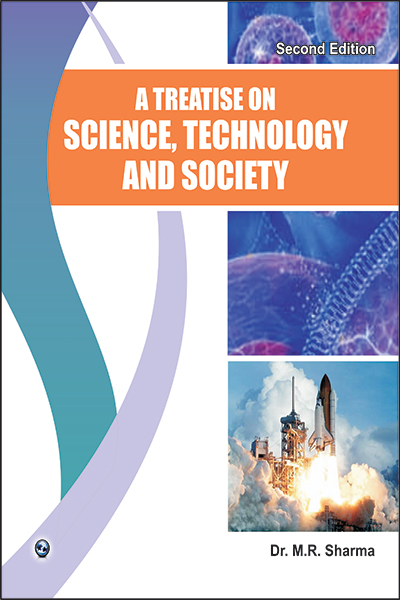 Second Edition
A TREATISE ON
SCIENCE, TECHNOLOGY
AND SOCIETY
Dr. M.R. Sharma